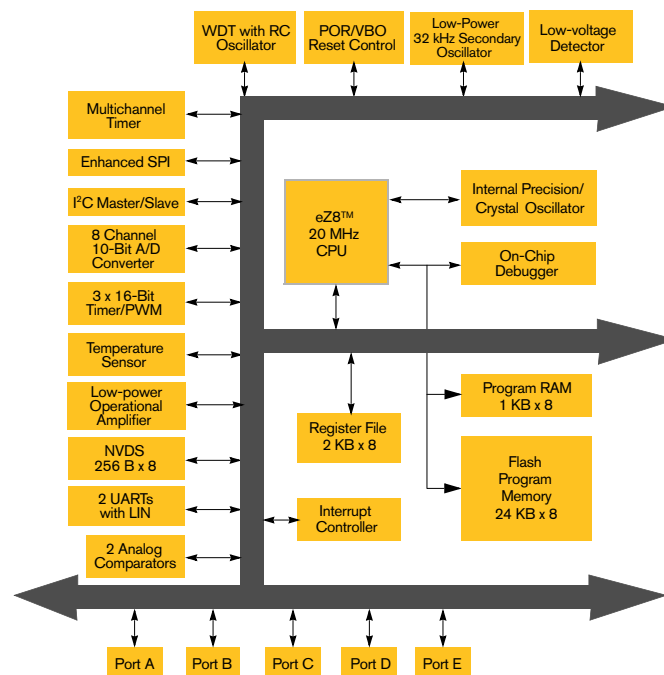 WDT with RC
Oscillator
POR/VBO
Reset Control
Low-Power
32 kHz Secondary
Oscillator
Low-voltage
Detector
Multichannel
Timer
Enhanced SPI
I²C Master/Slave
8 Channel
10-Bit A/D
Converter
3 x 16-Bit
Timer/PWM
Temperature
Sensor
Low-power
Operational
Amplifier
NVDS
256 B x 8
2 UARTs
with LIN
2 Analog
Comparators
eZ8™
20 MHz
CPU
Internal Precision/
Crystal Oscillator
On-Chip
Debugger
Register File
2 KB x 8
Program RAM
1 KB x 8
Flash
Program
Memory
24 KB x 8
Interrupt
Controller
Port A
Port B
Port C
Port D
Port E